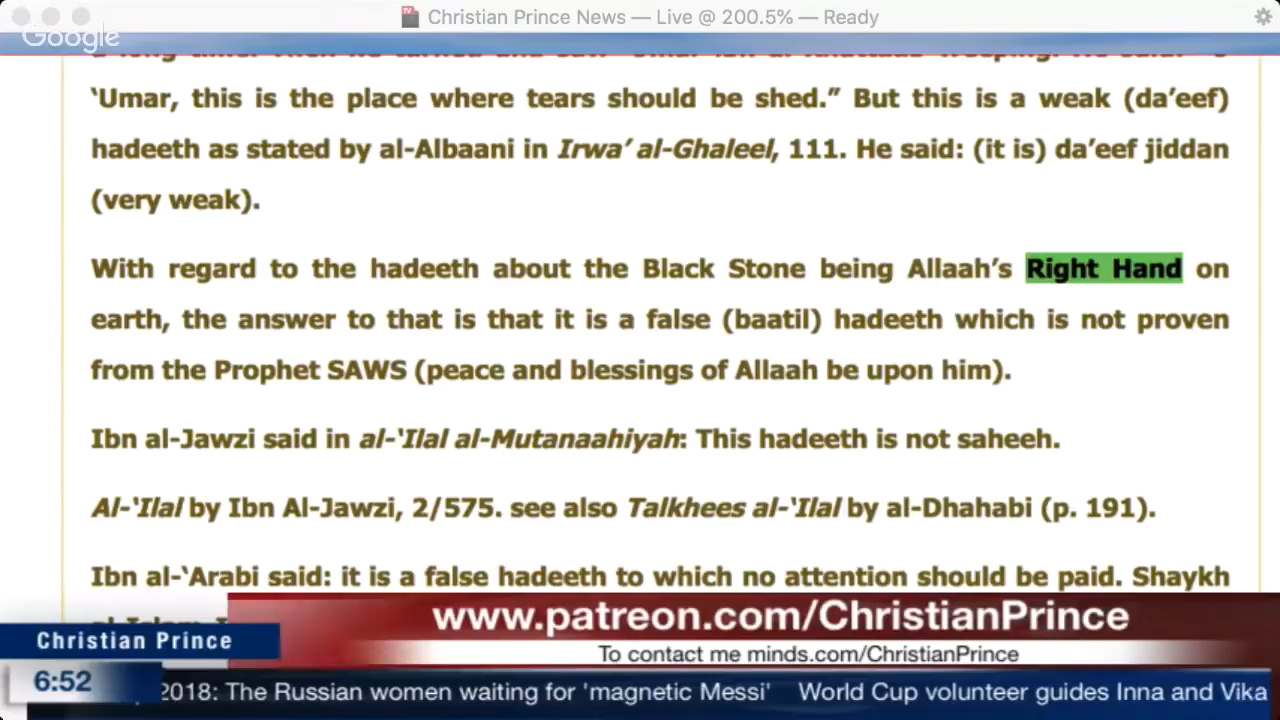 Christian Prince News — Live @ 200.5% — Ready
Google
'Umar, this is the place where tears should be shed." But this is a weak (da'eef)
hadeeth as stated by al-Albaani in Irwa' al-Ghaleel, 111. He said: (it is) da'eef jiddan
(very weak).
With regard to the hadeeth about the Black Stone being Allaah's Right Hand on
earth, the answer to that is that it is a false (baatil) hadeeth which is not proven
from the Prophet SAWS (peace and blessings of Allaah be upon him).
Ibn al-Jawzi said in al-'Ilal al-Mutanaahiyah: This hadeeth is not saheeh.
Al-'Ilal by Ibn Al-Jawzi, 2/575. see also Talkhees al-'Ilal by al-Dhahabi (p. 191).
Ibn al-'Arabi said: it is a false hadeeth to which no attention should be paid. Shaykh
www.patreon.com/ChristianPrince
Christian Prince
To contact me minds.com/ChristianPrince
6:52
2018: The Russian women waiting for 'magnetic Messi' World Cup volunteer guides Inna and Vika